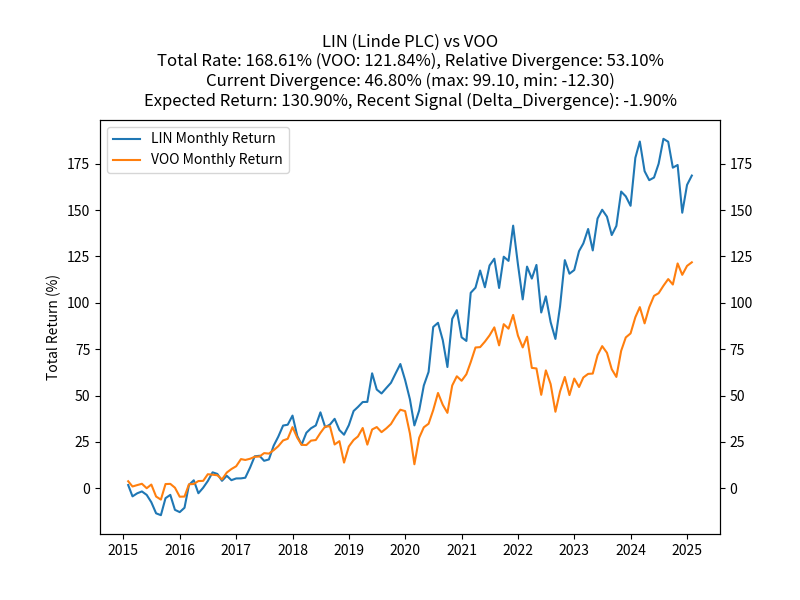 LIN (Linde PLC) vs VOO
Total Rate: 168.61% (VOO: 121.84%), Relative Divergence: 53.10%
Current Divergence: 46.80% (max: 99.10, min: -12.30)
Expected Return: 130.90%, Recent Signal (Delta_Divergence): -1.90%
LIN Monthly Return
VOO Monthly Return
Total Return (%)
175 175
150 150
125 125
100 100
75 75
50 50
25 25
0 0
2015 2016 2017 2018 2019 2020 2021 2022 2023 2024 2025